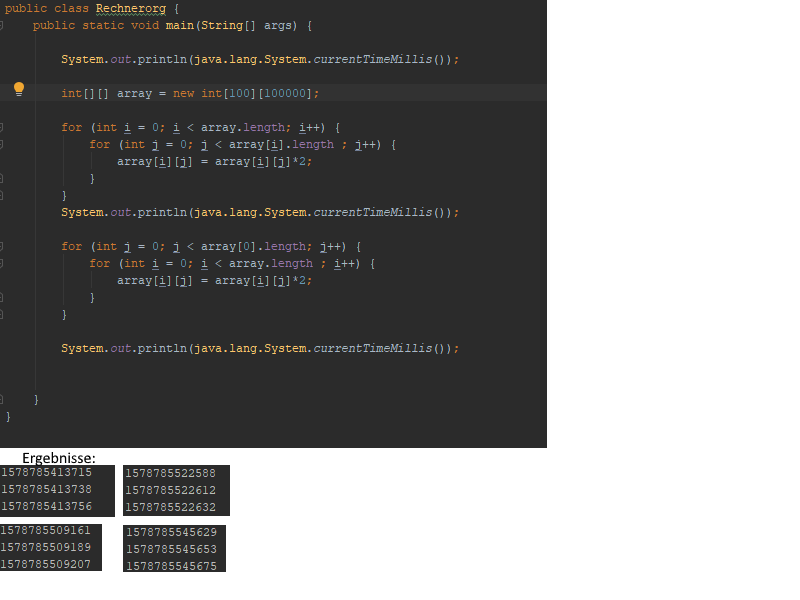 public class Rechnerorg {
public static void main(String[] args) {
System.out.println(java.lang.System.currentTimeMillis());
int[][] array = new int[100][100000];
for (int i = 0; i < array.length; i++) {
for (int j = 0; j < array[i].length ; j++) {
array[i][j] = array[i][j]*2;
}
}
System.out.println(java.lang.System.currentTimeMillis());
for (int j = 0; j < array[0].length; j++) {
for (int i = 0; i < array.length ; i++) {
array[i][j] = array[i][j]*2;
}
}
System.out.println(java.lang.System.currentTimeMillis());
}
}
Ergebnisse:
1578785413715
1578785413738
1578785413756
1578785522588
1578785522612
1578785522632
1578785509161
1578785509189
1578785509207
1578785545629
1578785545653
1578785545675